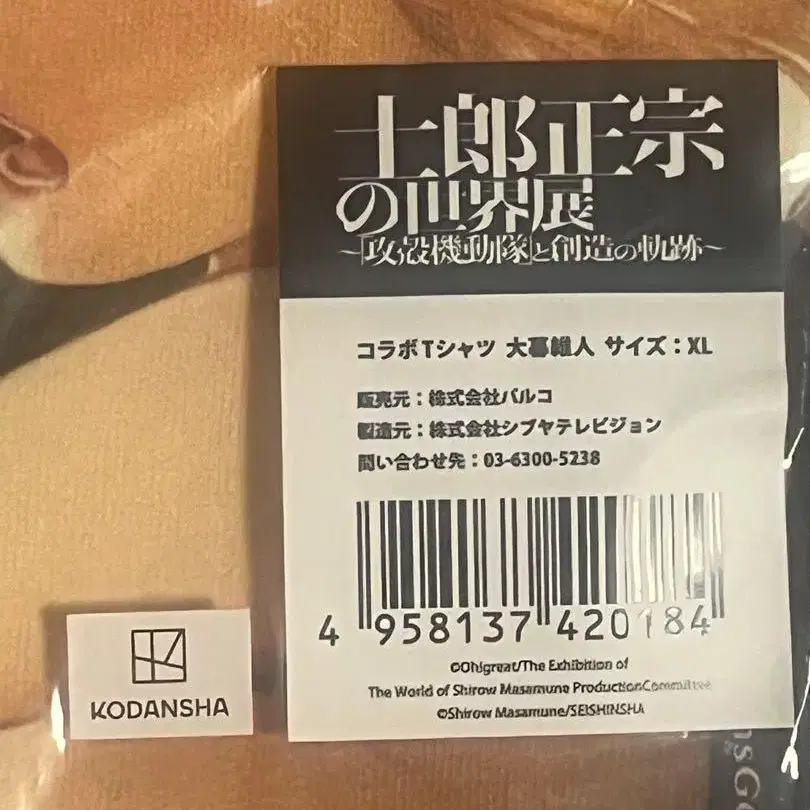 士郎正宗
の世界展
～「攻殻機動隊」と創造の軌跡～
コラボTシャツ 大暮維人 サイズ：XL
販売元：株式会社パルコ
製造元：株式会社シブヤテレビジョン
問い合わせ先：03-6300-5238
4 958137 420184
©Oh!great/The Exhibition of
The World of Shirow Masamune ProductionCommittee
©Shirow Masamune/SEISHINSHA
KODANSHA